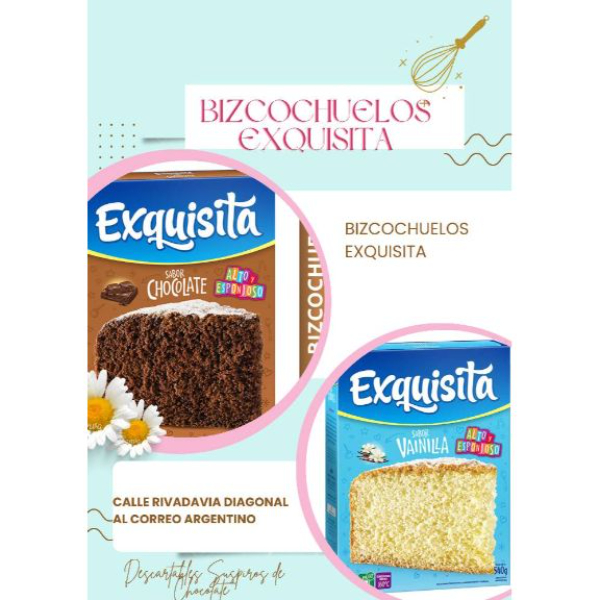 BIZCOCHUELOS
EXQUISITA
Exquisita
SABOR
CHOCOLATE
ALTO Y
ESPONJOSO
BIZCOCHUE
BIZCOCHUELOS
EXQUISITA
Exquisita
SABOR
VAINILLA
ALTO Y
ESPONJOSO
540g
CALLE RIVADAVIA DIAGONAL
AL CORREO ARGENTINO
Descartables Suspiros de
Chocolate